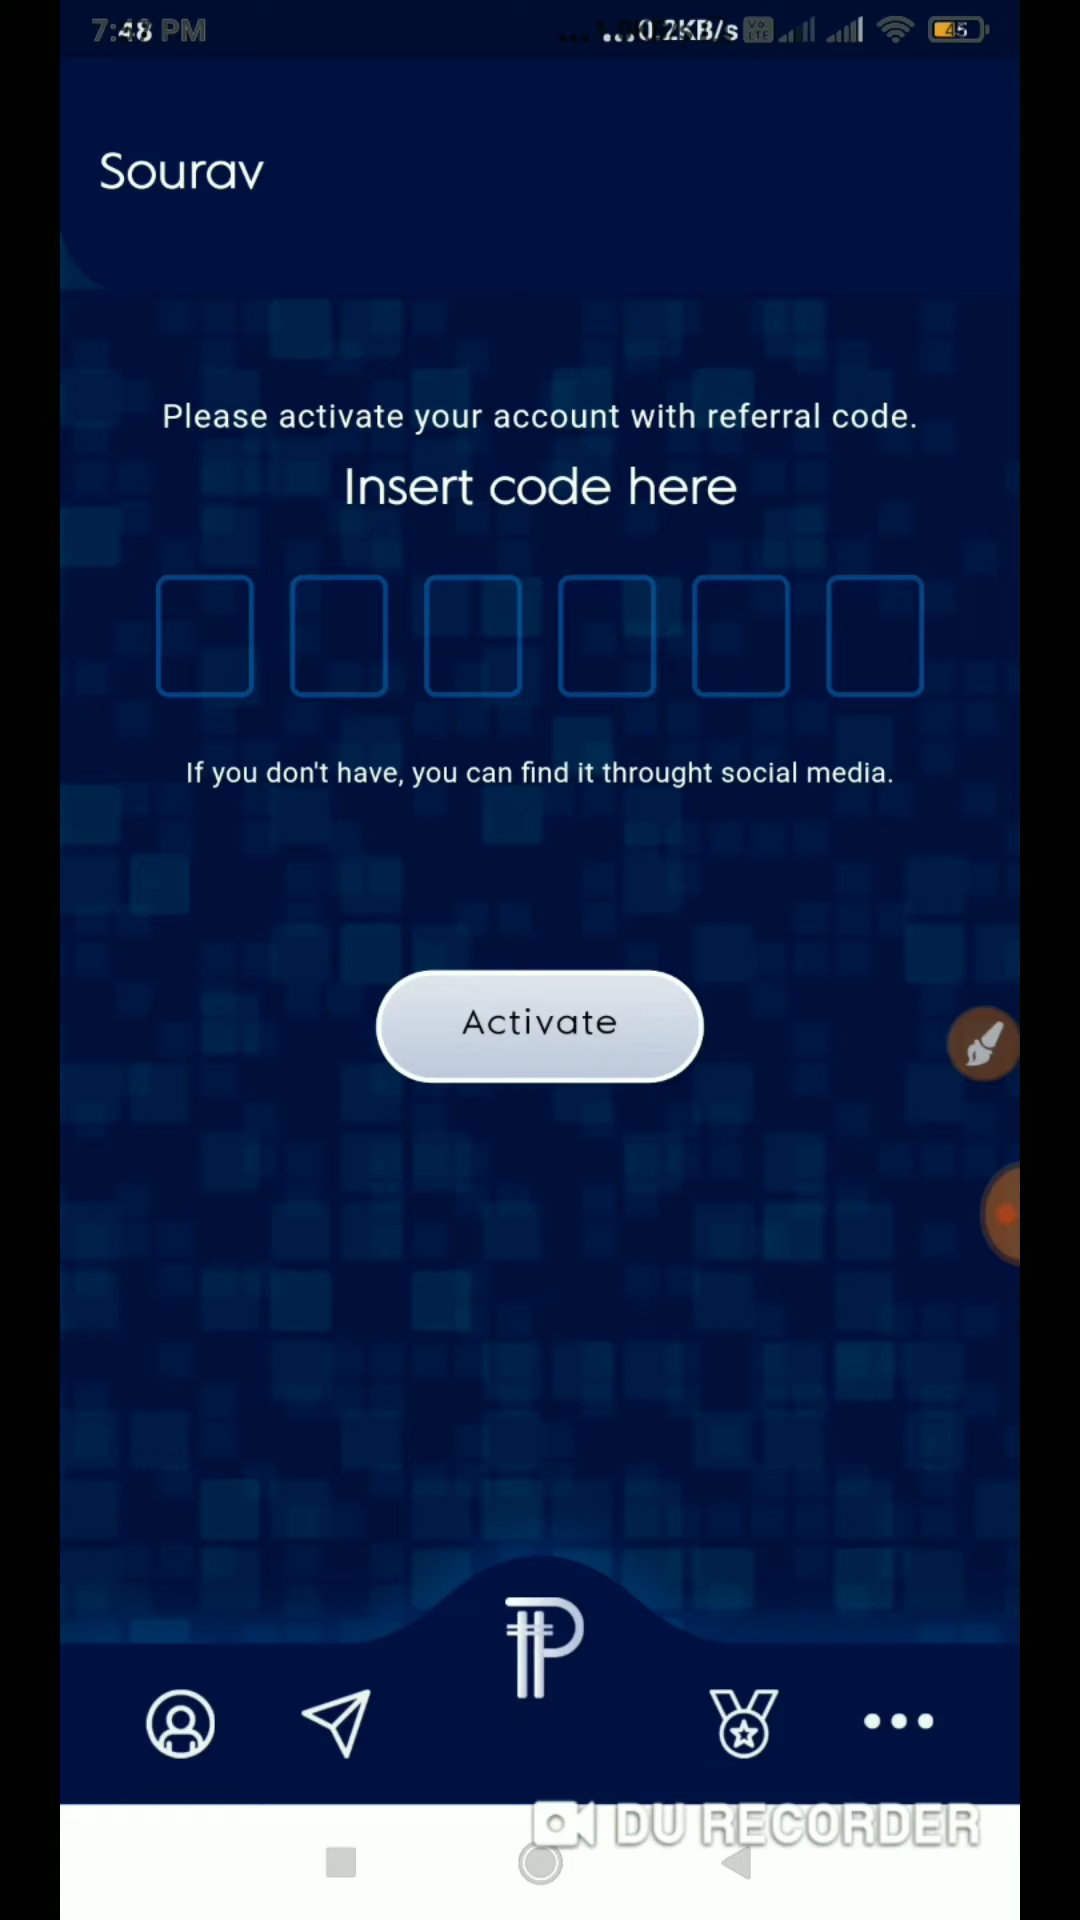 7:48 PM
...0.2KB/s
45
Sourav
Please activate your account with referral code.
Insert code here
If you don't have, you can find it throught social media.
Activate
DU RECORDER